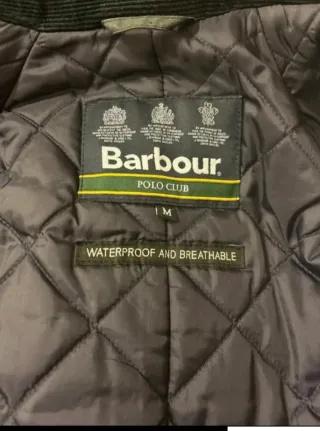 Barbour
POLO CLUB
M
WATERPROOF AND BREATHABLE